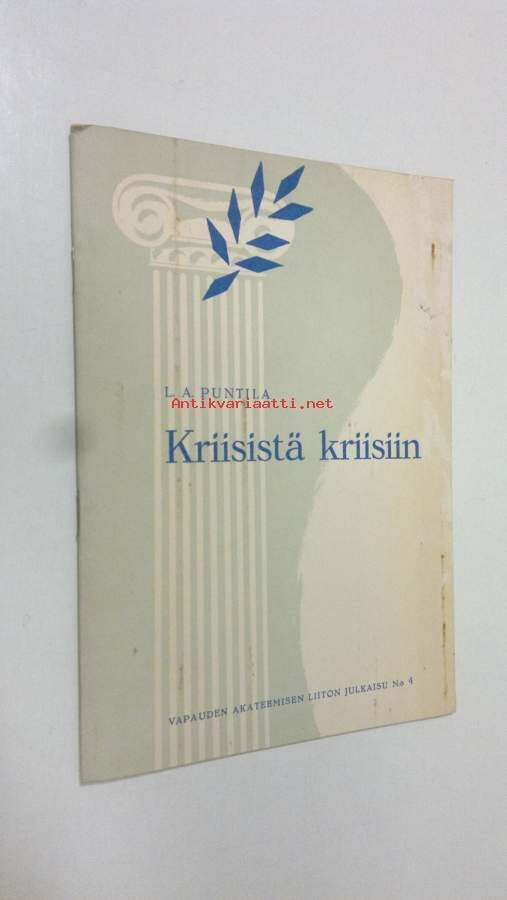 L. A. PUNTILA
Antikvariaatti.net
Kriisistä kriisiin
VAPAUDEN AKATEEMISEN LIITON JULKAISU No 4